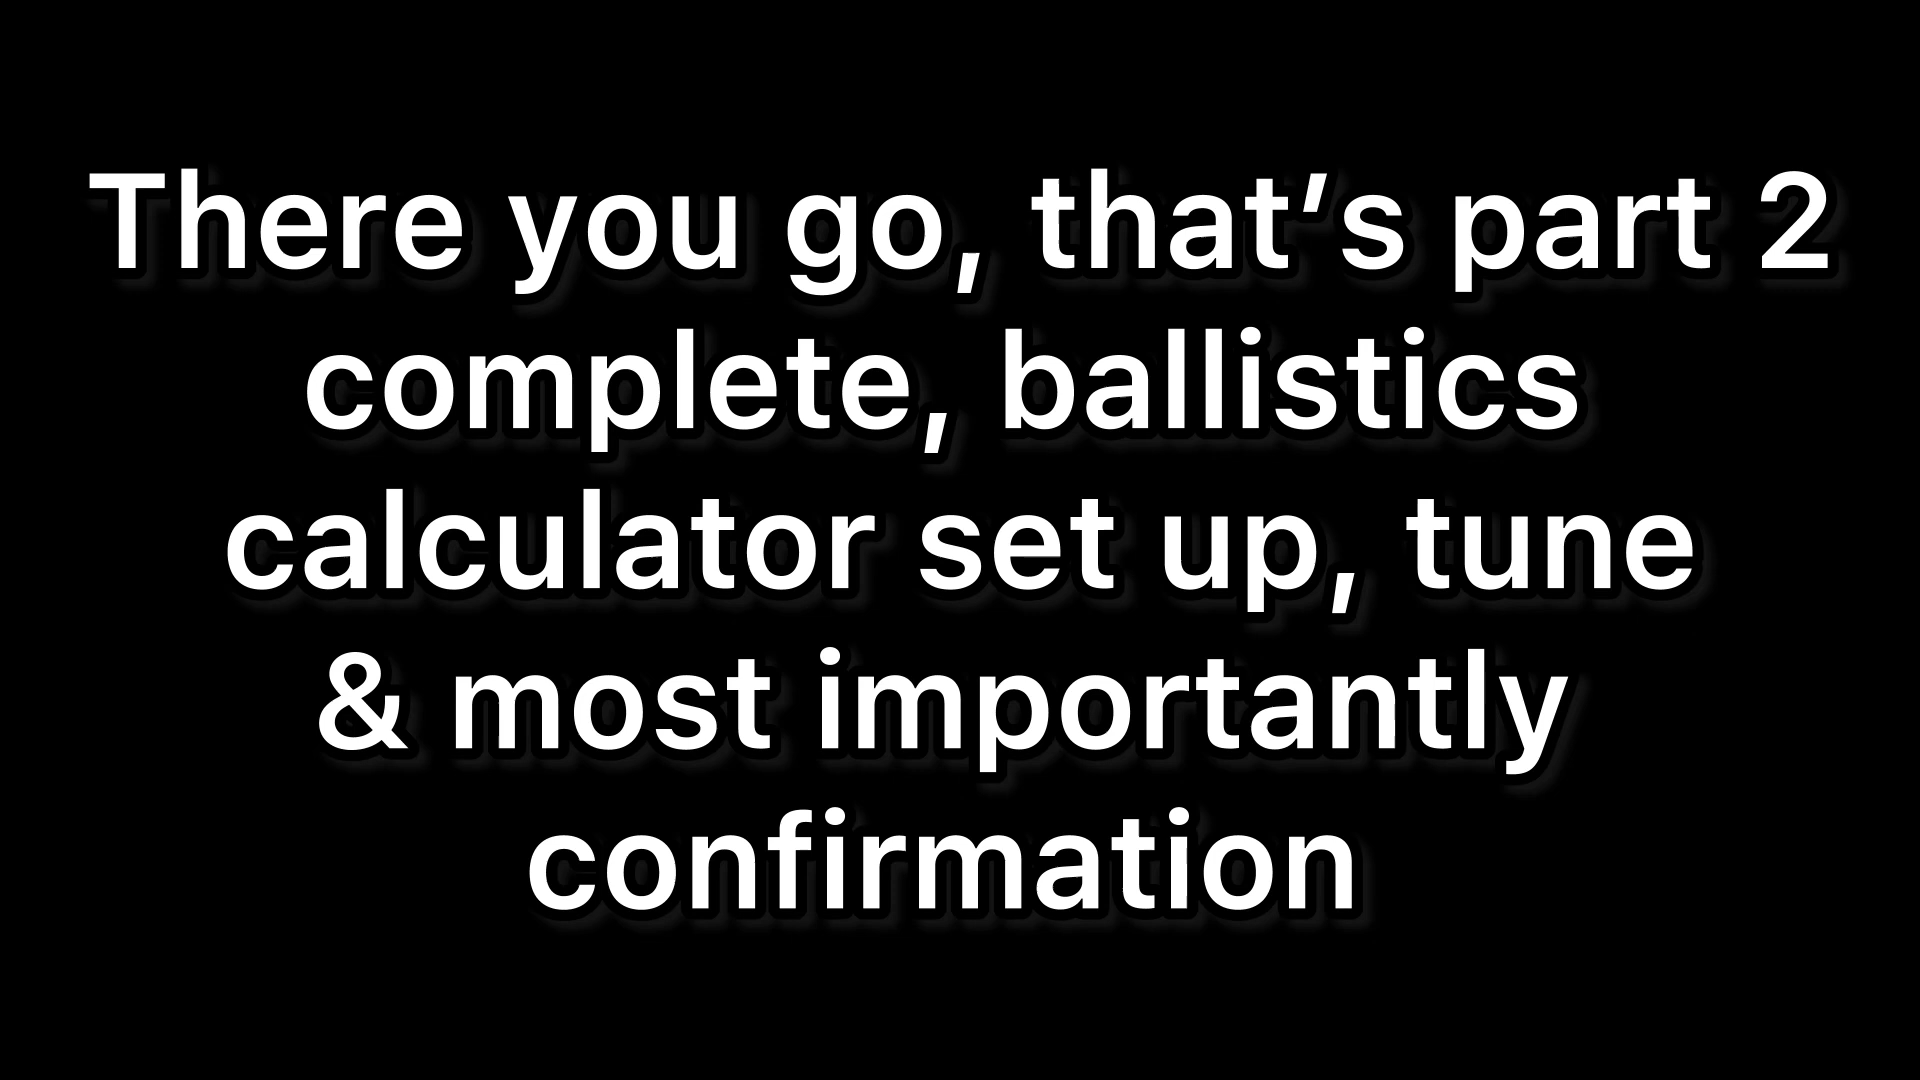 There you go, that’s part 2
complete, ballistics
calculator set up, tune
& most importantly
confirmation